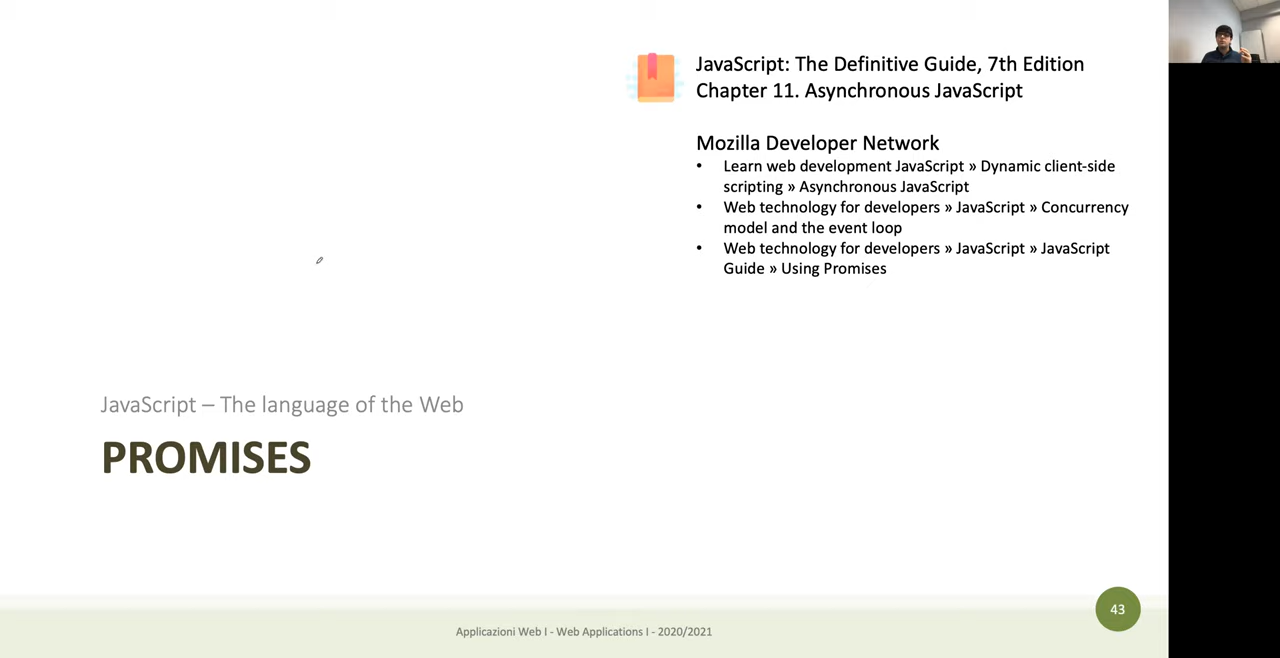 JavaScript: The Definitive Guide, 7th Edition
Chapter 11. Asynchronous JavaScript
Mozilla Developer Network
• Learn web development JavaScript » Dynamic client-side
scripting » Asynchronous JavaScript
• Web technology for developers » JavaScript » Concurrency
model and the event loop
• Web technology for developers » JavaScript » JavaScript
Guide » Using Promises
JavaScript – The language of the Web
PROMISES
43
Applicazioni Web I - Web Applications I - 2020/2021